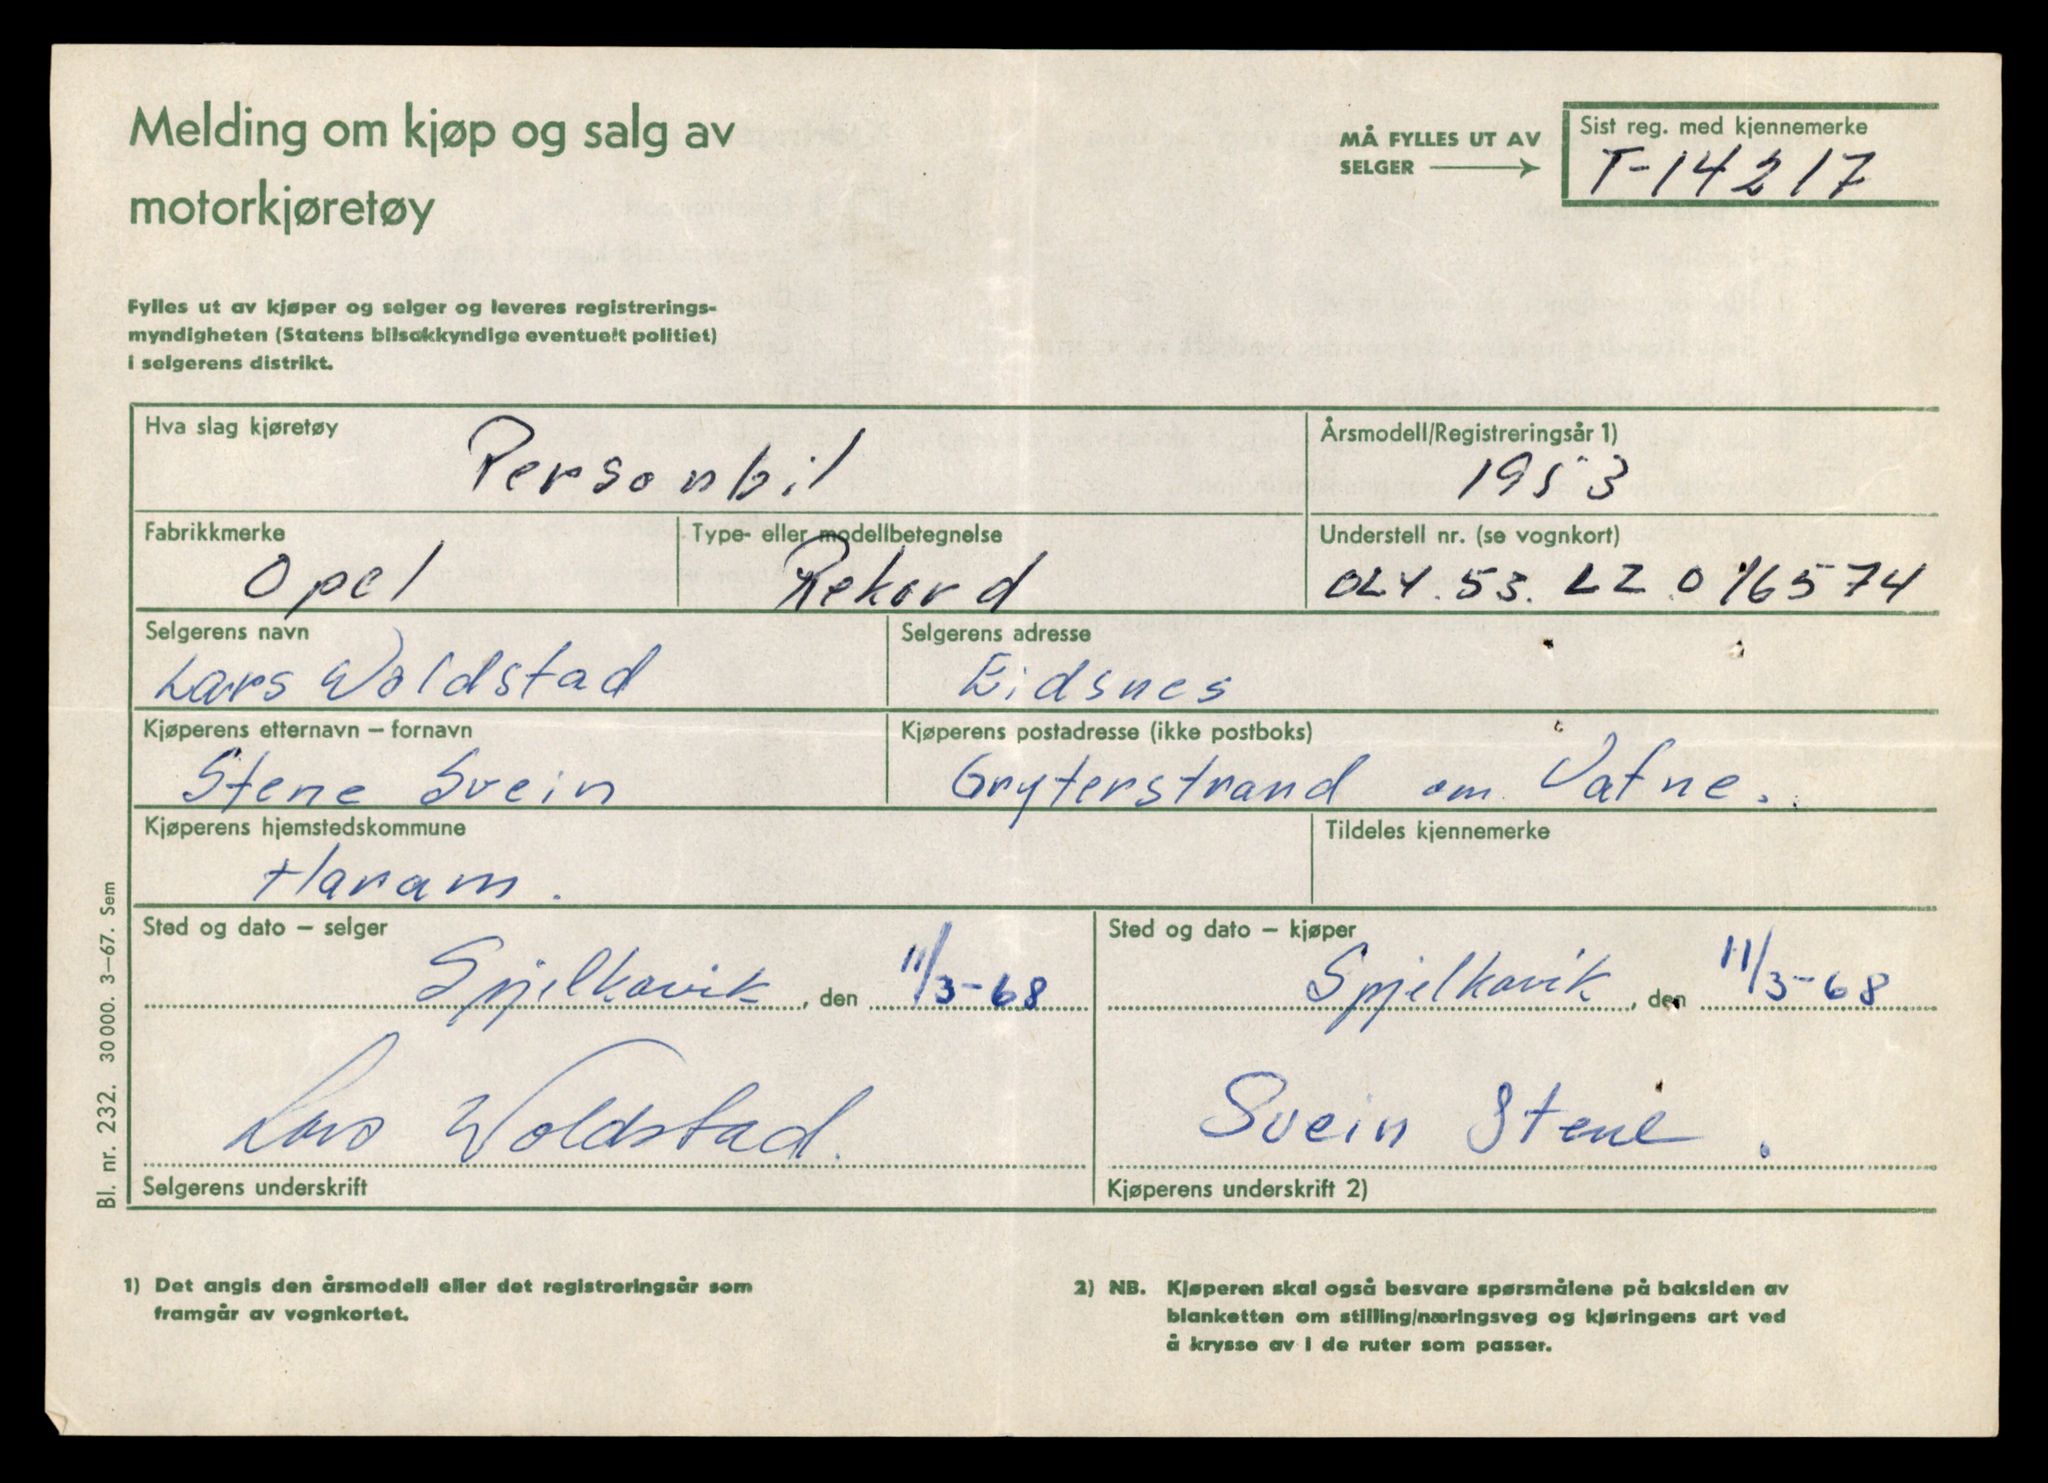 Melding om kjøp og salg av
motorkjøretøy
MÅ FYLLES UT AV
SELGER
Sist reg. med kjennemerke
T-14217
Fylles ut av kjøper og selger og leveres registrerings-
myndigheten (Statens bilsakkyndige eventuelt politiet)
i selgerens distrikt.
Hva slag kjøretøy
Personbil
Årsmodell/Registreringsår 1)
1953
Fabrikkmerke
Opel
Type- eller modellbetegnelse
Rekord
Understell nr. (se vognkort)
OLY. 53. LZ. 016574
Selgerens navn
Lars Woldstad
Selgerens adresse
Eidsnes
Kjøperens etternavn – fornavn
Stene Svein
Kjøperens postadresse (ikke postboks)
Gryterstrand om Vatne.
Kjøperens hjemstedskommune
Haram.
Tildeles kjennemerke
Sted og dato – selger
Spjelkavik, den 11/3-68
Sted og dato – kjøper
Spjelkavik, den 11/3-68
Lars Woldstad.
Selgerens underskrift
Svein Stene.
Kjøperens underskrift 2)
Bl. nr. 232. 30 000. 3–67. Sem
1) Det angis den årsmodell eller det registreringsår som
framgår av vognkortet.
2) NB. Kjøperen skal også besvare spørsmålene på baksiden av
blanketten om stilling/næringsveg og kjøringens art ved
å krysse av i de ruter som passer.